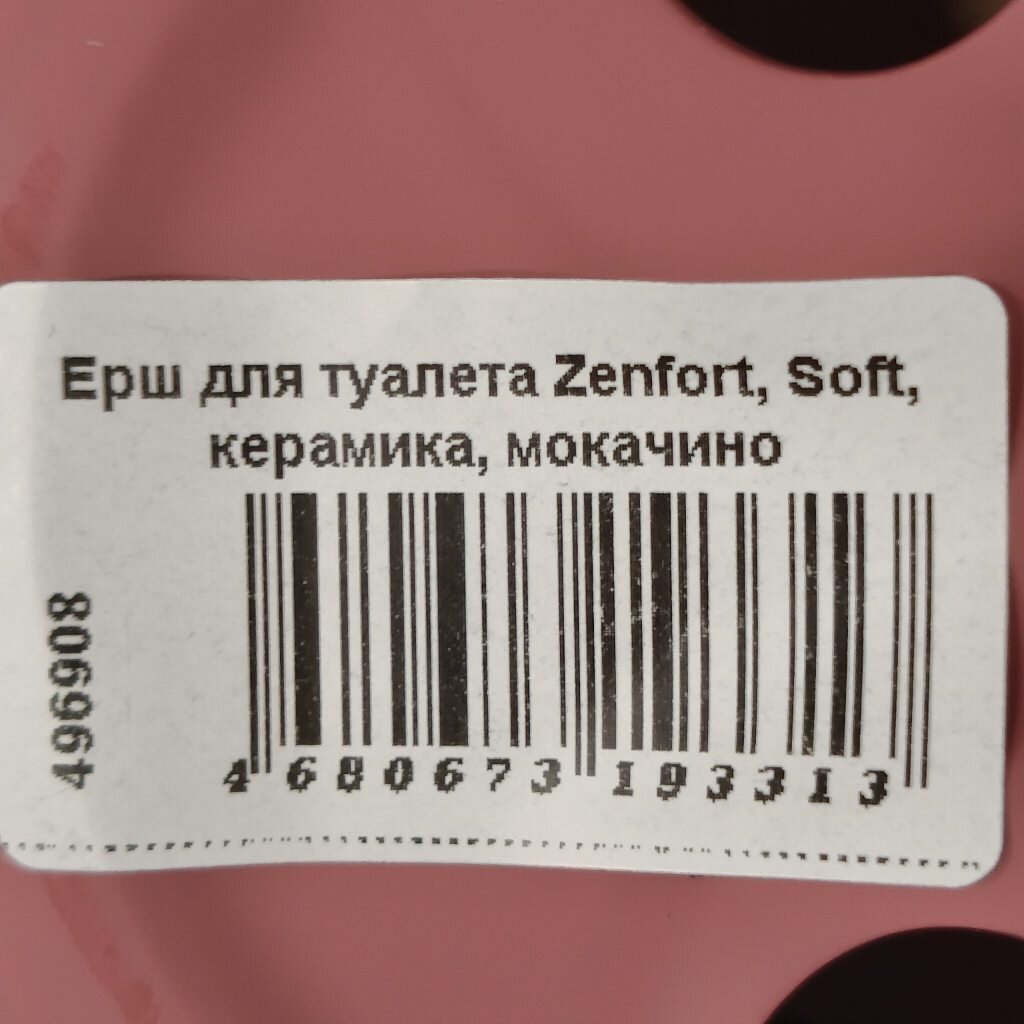 Ерш для туалета Zenfort, Soft,
керамика, мокачино
496908
4 680673 193313